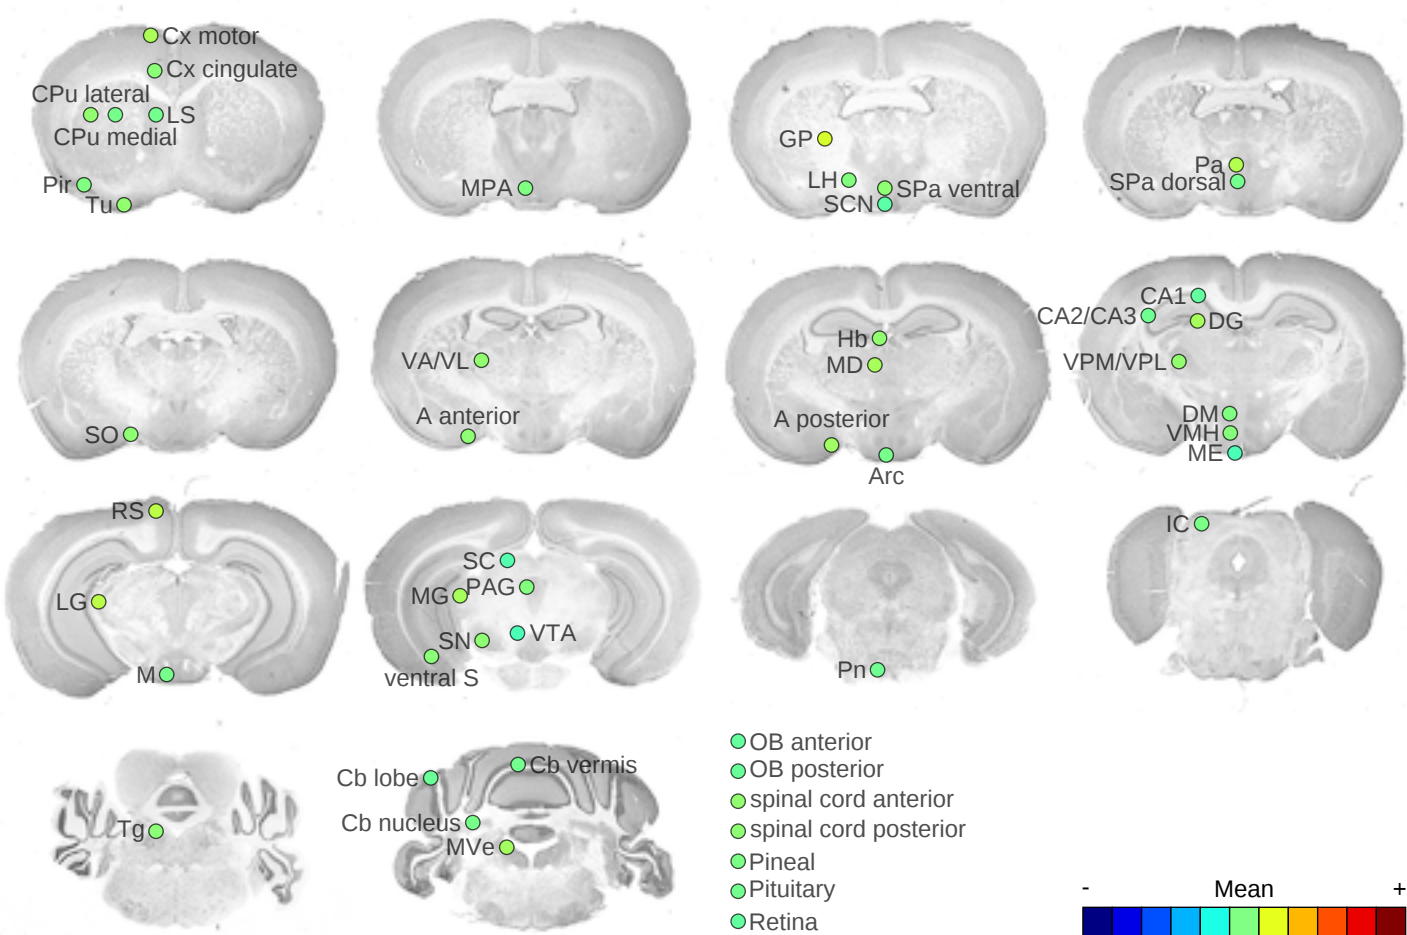 Cx motor
Cx cingulate
CPu lateral
LS
CPu medial
Pir
Tu
MPA
GP
LH
SPa ventral
SCN
Pa
SPa dorsal
SO
VA/VL
A anterior
Hb
MD
A posterior
Arc
CA1
CA2/CA3
DG
VPM/VPL
DM
VMH
ME
RS
LG
M
SC
PAG
MG
SN
VTA
ventral S
Pn
IC
Tg
Cb vermis
Cb lobe
Cb nucleus
MVe
OB anterior
OB posterior
spinal cord anterior
spinal cord posterior
Pineal
Pituitary
Retina
- Mean +